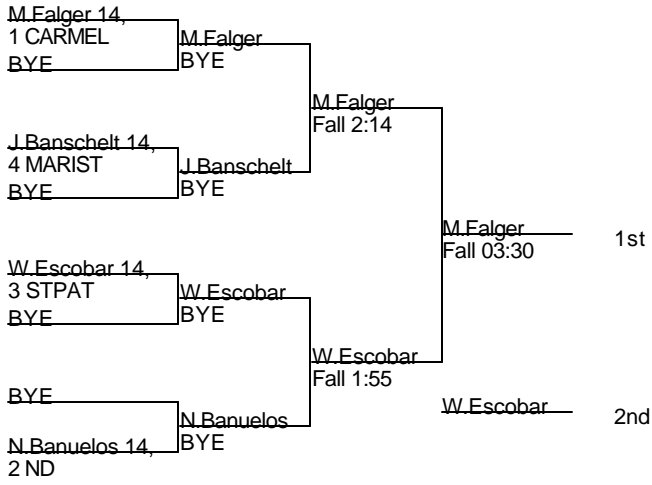 M.Falger 14,
1 CARMEL
BYE
M.Falger
BYE
J.Banschelt 14,
4 MARIST
BYE
J.Banschelt
BYE
M.Falger
Fall 2:14
W.Escobar 14,
3 STPAT
BYE
W.Escobar
BYE
BYE
N.Banuelos 14,
2 ND
N.Banuelos
BYE
W.Escobar
Fall 1:55
M.Falger
Fall 03:30
1st
W.Escobar
2nd